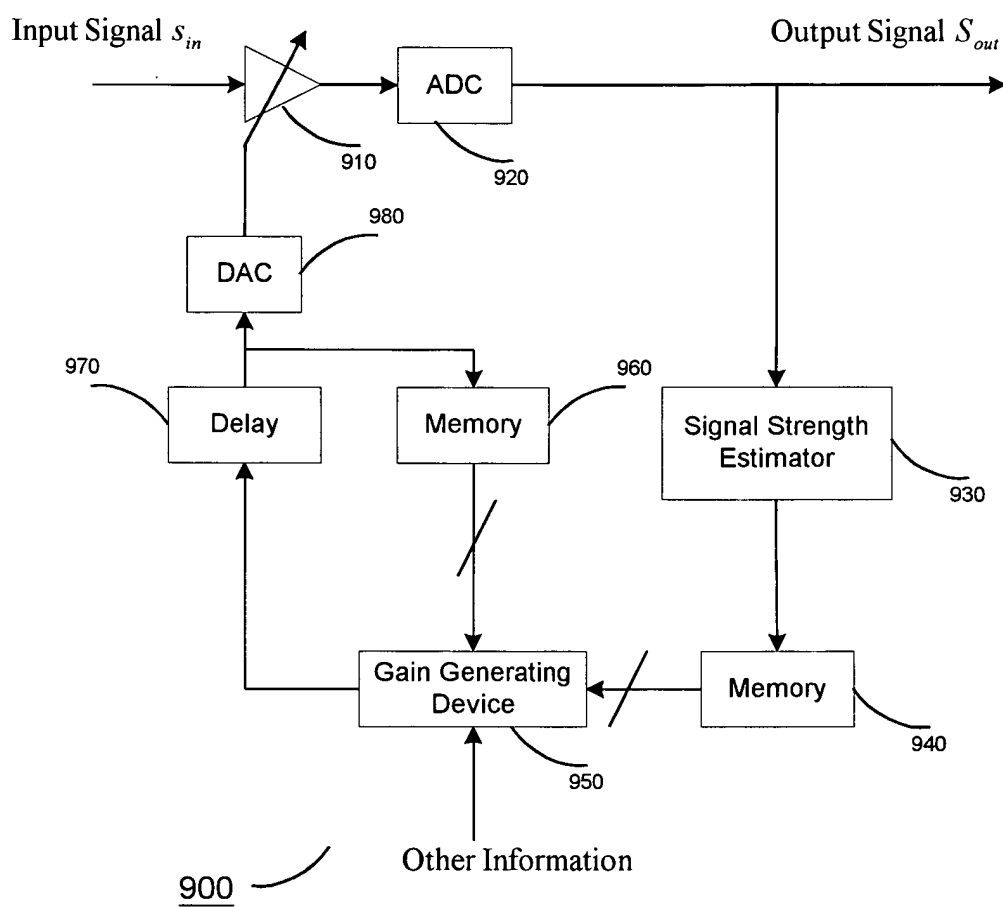 Input Signal s_in
Output Signal S_out
ADC
910
920
980
DAC
970
960
Delay
Memory
Signal Strength
Estimator
930
Gain Generating
Device
Memory
940
950
Other Information
900